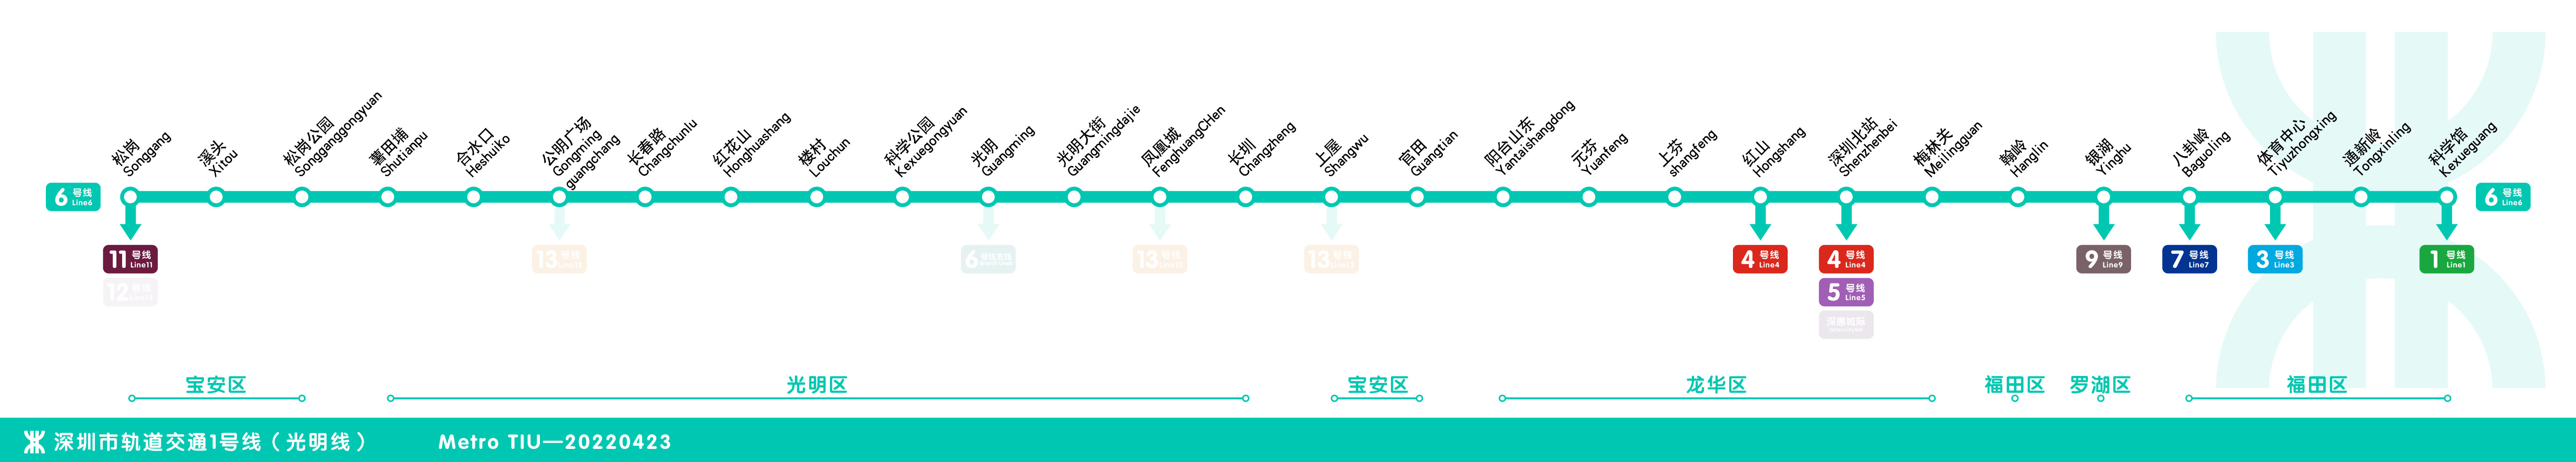 松岗
Songgang
溪头
Xitou
松岗公园
Songganggongyuan
薯田埔
Shutianpu
合水口
Heshuiko
公明广场
Gongming
guangchang
长春路
Changchunlu
红花山
Honghuashang
楼村
Louchun
科学公园
Kexuegongyuan
光明
Guangming
光明大街
Guangmingdajie
凤凰城
FenghuangCHen
长圳
Changzheng
上屋
Shangwu
官田
Guangtian
阳台山东
Yantaishangdong
元芬
Yuanfeng
上芬
shangfeng
红山
Hongshang
深圳北站
Shenzhenbei
梅林关
Meilingguan
翰岭
Hanglin
银湖
Yinghu
八卦岭
Baguoling
体育中心
Tiyuzhongxing
通新岭
Tongxinling
科学馆
Kexueguang
6 号线 Line6
6 号线 Line6
11 号线 Line11
12 号线 Line12
13 号线 Line13
6 号线支线
13 号线 Line13
13 号线 Line13
4 号线 Line4
4 号线 Line4
5 号线 Line5
深惠城际
9 号线 Line9
7 号线 Line7
3 号线 Line3
1 号线 Line1
宝安区
光明区
宝安区
龙华区
福田区
罗湖区
福田区
深圳市轨道交通1号线（光明线）
Metro TIU—20220423